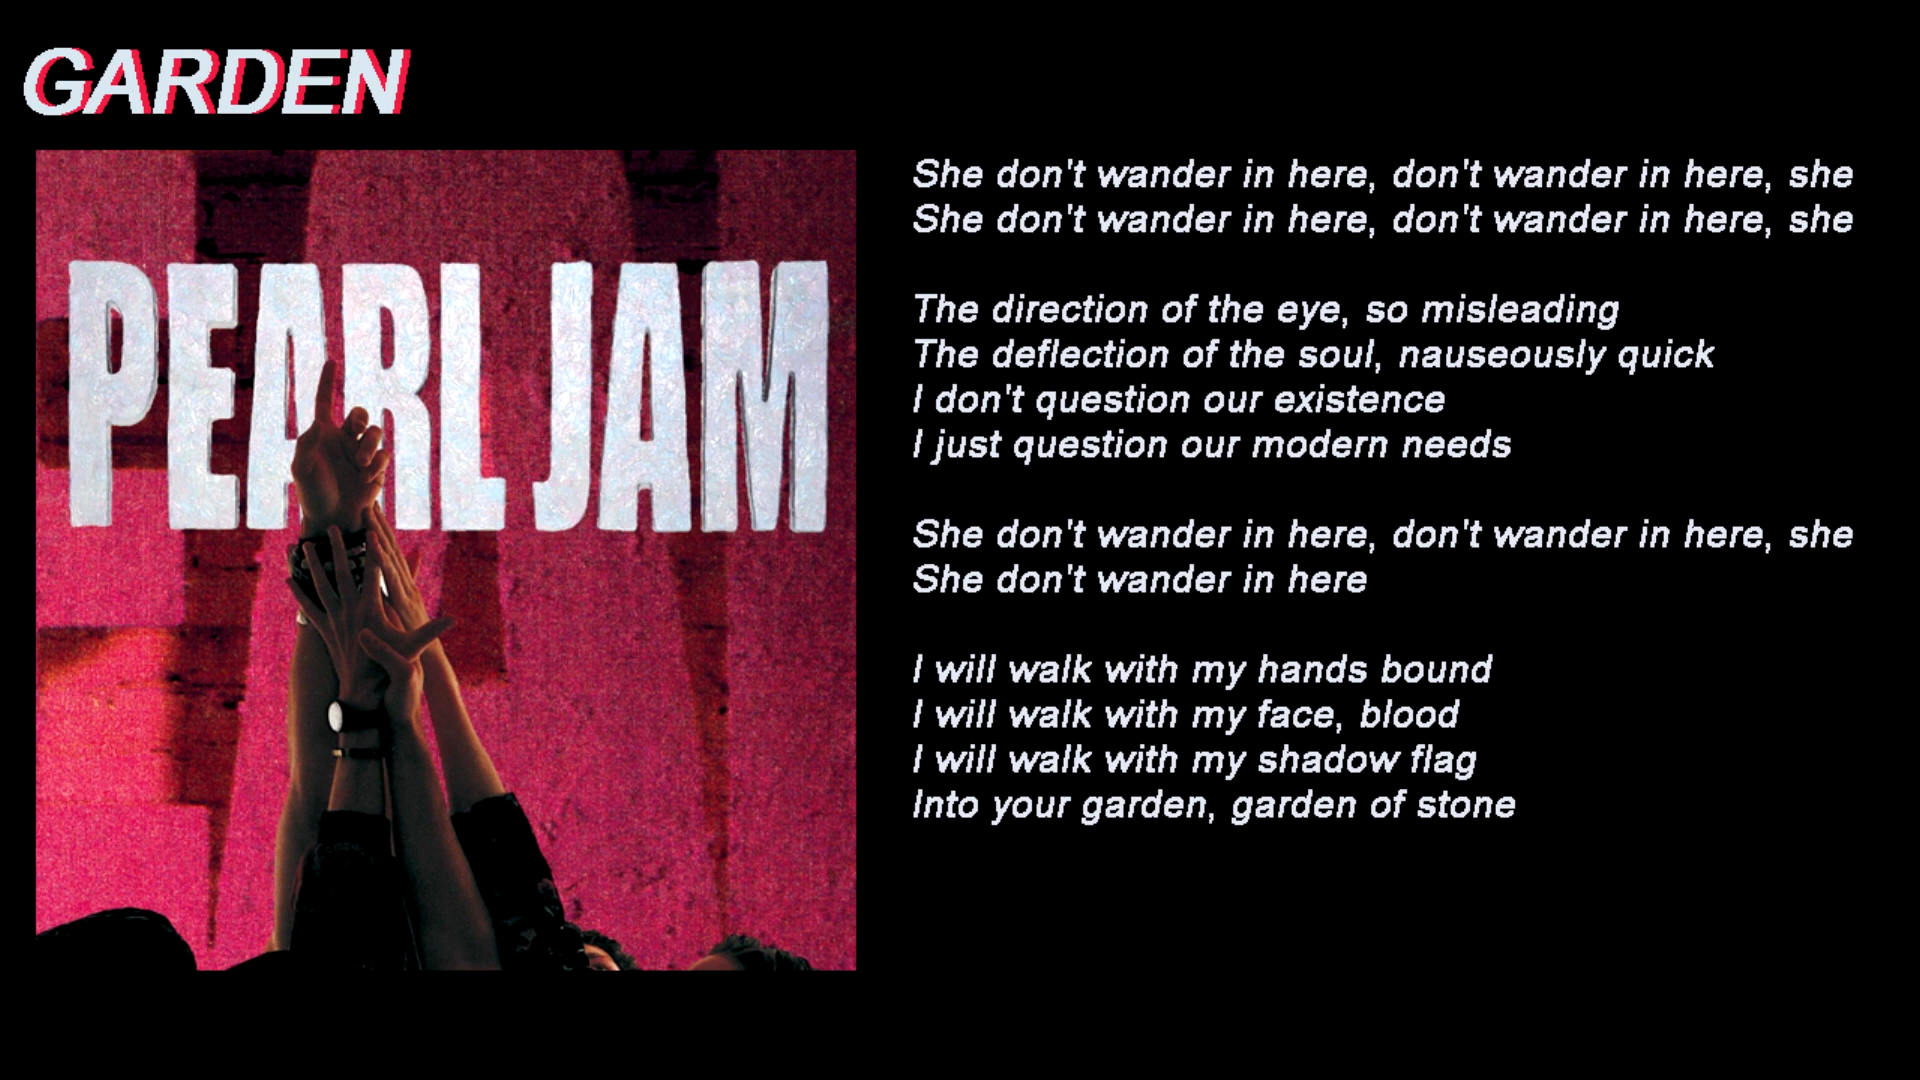 GARDEN
PEARL JAM
She don't wander in here, don't wander in here, she
She don't wander in here, don't wander in here, she
The direction of the eye, so misleading
The deflection of the soul, nauseously quick
I don't question our existence
I just question our modern needs
She don't wander in here, don't wander in here, she
She don't wander in here
I will walk with my hands bound
I will walk with my face, blood
I will walk with my shadow flag
Into your garden, garden of stone